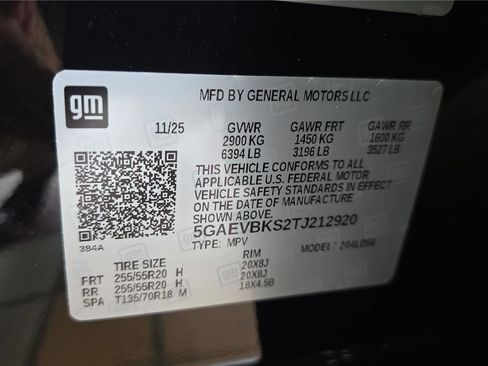 gm
MFD BY GENERAL MOTORS LLC
11/25 GVWR GAWR FRT GAWR RR
2900 KG 1450 KG 1600 KG
6394 LB 3196 LB 3527 LB
THIS VEHICLE CONFORMS TO ALL
APPLICABLE U.S. FEDERAL MOTOR
VEHICLE SAFETY STANDARDS IN EFFECT
ON THE DATE OF MANUFACTURE
SHOWN ABOVE.
5GAEVBKS2TJ212920
3B4A
TYPE: MPV MODEL: 204LD56
TIRE SIZE RIM
FRT 255/55R20 H 20X8J
RR 255/55R20 H 20X8J
SPA T135/70R18 M 18X4.5B